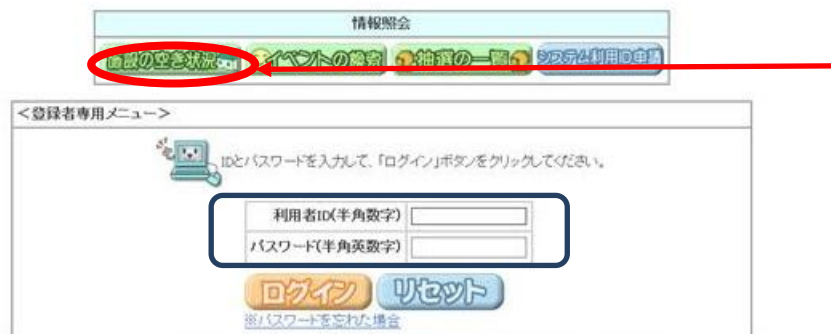 情報照会
施設の空き状況 イベントの検索 抽選の一覧 システム利用ID申請
<登録者専用メニュー>
IDとパスワードを入力して、「ログイン」ボタンをクリックしてください。
利用者ID(半角数字)
パスワード(半角英数字)
ログイン リセット
※パスワードを忘れた場合